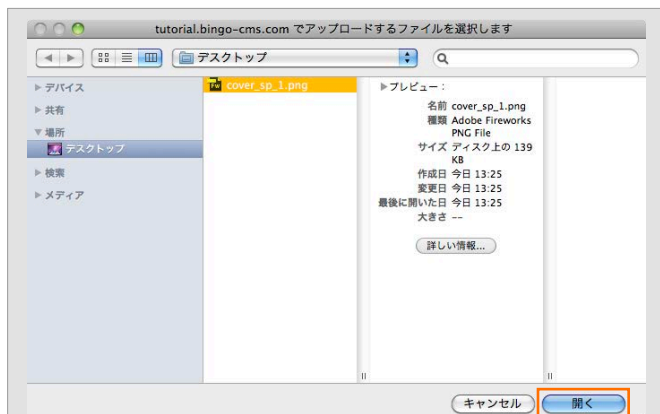 tutorial.bingo-cms.com でアップロードするファイルを選択します
デスクトップ
デバイス
共有
場所
デスクトップ
検索
メディア
cover_sp_1.png
プレビュー：
名前 cover_sp_1.png
種類 Adobe Fireworks
PNG File
サイズ ディスク上の 139
KB
作成日 今日 13:25
変更日 今日 13:25
最後に開いた日 今日 13:25
大きさ --
詳しい情報...
キャンセル
開く